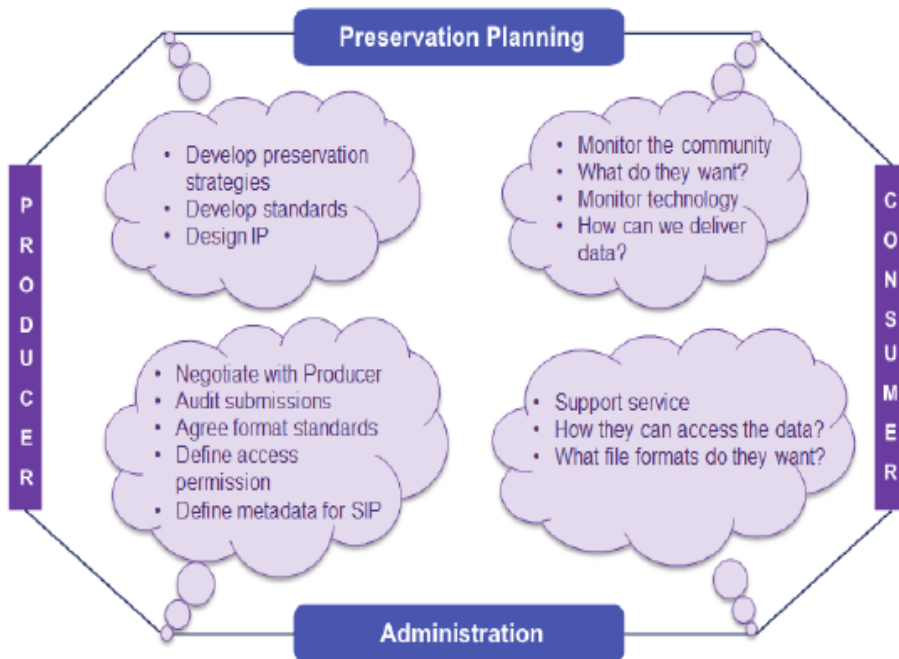 Preservation Planning
• Develop preservation
strategies
• Develop standards
• Design IP
• Monitor the community
• What do they want?
• Monitor technology
• How can we deliver
data?
PRODUCER
CONSUMER
• Negotiate with Producer
• Audit submissions
• Agree format standards
• Define access
permission
• Define metadata for SIP
• Support service
• How they can access the data?
• What file formats do they want?
Administration